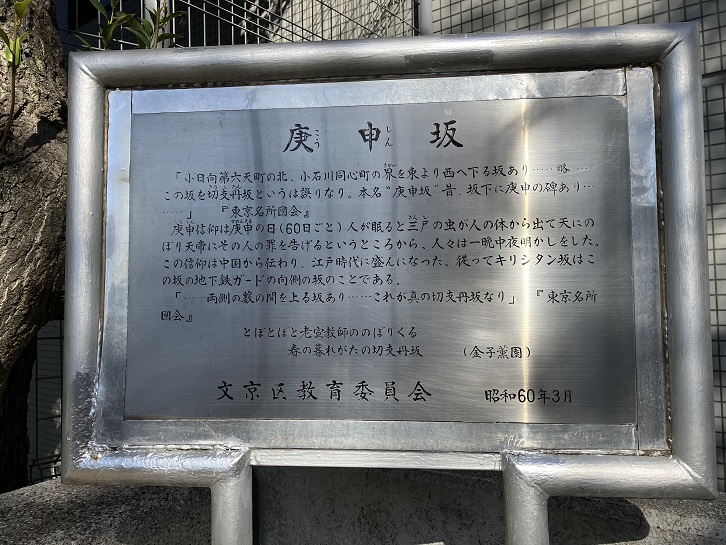 庚申坂
こうしん
「小日向第六天町の北、小石川同心町の界を東より西へ下る坂あり……略……
この坂を切支丹坂というは誤りなり。本名“庚申坂”昔、坂下に庚申の碑あり…
……」『東京名所図会』
庚申信仰は庚申の日(60日ごと)人が眠ると三尸の虫が人の体から出て天にの
ぼり天帝にその人の罪を告げるというところから、人々は一晩中夜明かしをした。
この信仰は中国から伝わり、江戸時代に盛んになった。従ってキリシタン坂はこ
の坂の地下鉄ガードの向側の坂のことである。
「……両側の藪の間を上る坂あり……これが真の切支丹坂なり」『東京名所
図会』
とぼとぼと老宣教師ののぼりくる
春の暮れがたの切支丹坂 (金子薫園)
文京区教育委員会 昭和60年3月